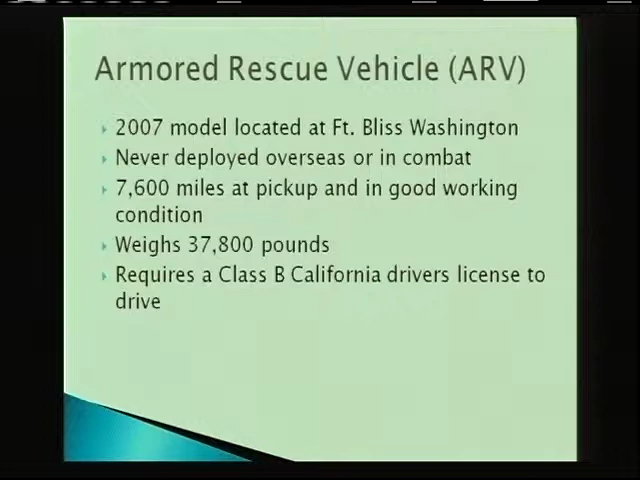 Armored Rescue Vehicle (ARV)
2007 model located at Ft. Bliss Washington
Never deployed overseas or in combat
7,600 miles at pickup and in good working
condition
Weighs 37,800 pounds
Requires a Class B California drivers license to
drive